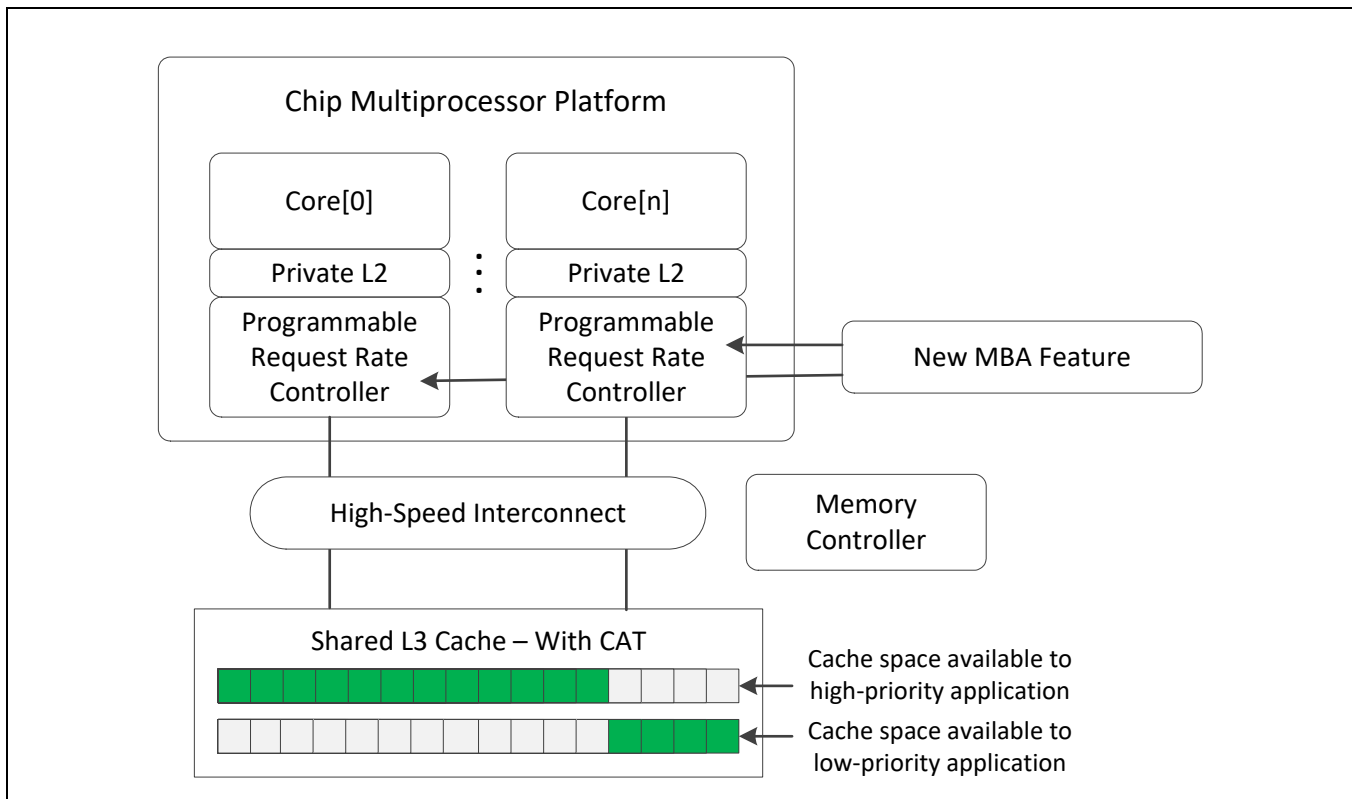 Chip Multiprocessor Platform
Core[0]
Core[n]
Private L2
Private L2
Programmable
Request Rate
Controller
Programmable
Request Rate
Controller
New MBA Feature
High-Speed Interconnect
Memory
Controller
Shared L3 Cache – With CAT
Cache space available to
high-priority application
Cache space available to
low-priority application